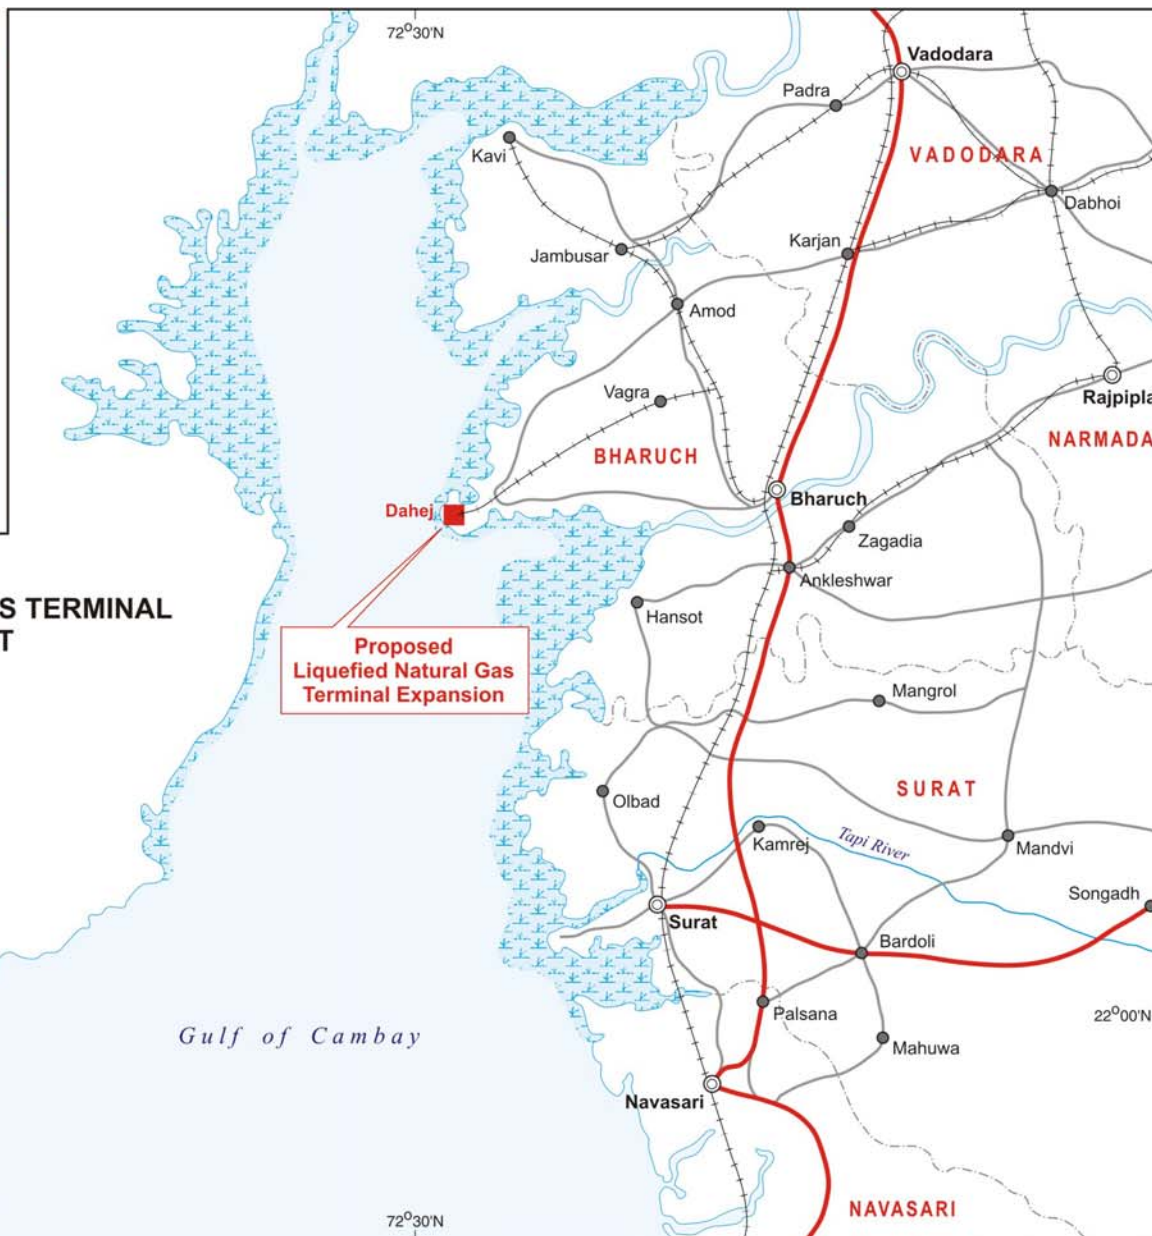 72°30'N
Vadodara
Padra
Kavi
VADODARA
Dabhoi
Karjan
Jambusar
Amod
Vagra
Rajpipla
BHARUCH
NARMADA
Bharuch
Dahej
Zagadia
Ankleshwar
S TERMINAL
T
Hansot
Proposed
Liquefied Natural Gas
Terminal Expansion
Mangrol
SURAT
Olbad
Kamrej
Tapi River
Mandvi
Songadh
Surat
Bardoli
Palsana
22°00'N
Gulf of Cambay
Mahuwa
Navasari
NAVASARI
72°30'N